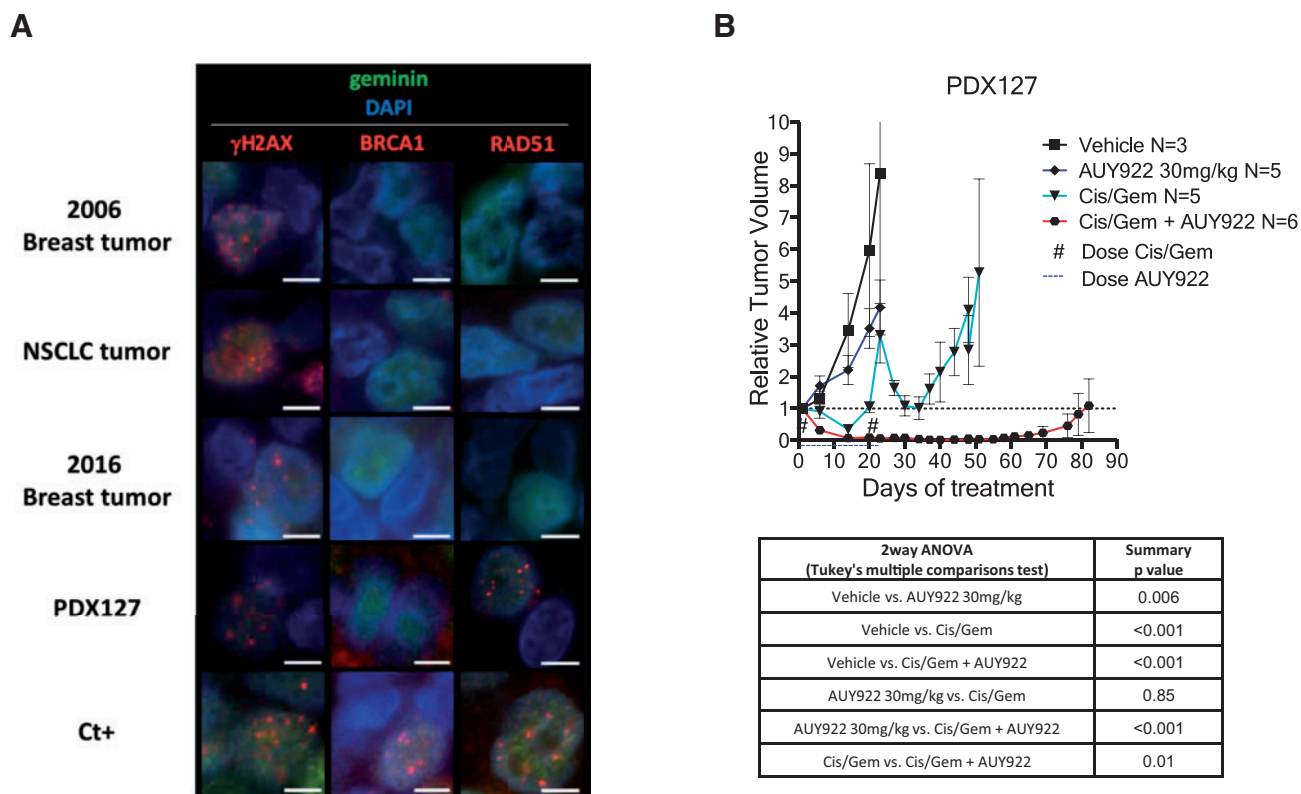 A
geminin
DAPI
γH2AX BRCA1 RAD51
2006
Breast tumor
NSCLC tumor
2016
Breast tumor
PDX127
Ct+
B
PDX127
Relative Tumor Volume
10
9
8
7
6
5
4
3
2
1
0
# #
0 10 20 30 40 50 60 70 80 90
Days of treatment
Vehicle N=3
AUY922 30mg/kg N=5
Cis/Gem N=5
Cis/Gem + AUY922 N=6
# Dose Cis/Gem
Dose AUY922
2way ANOVA
(Tukey's multiple comparisons test)
Summary
p value
Vehicle vs. AUY922 30mg/kg 0.006
Vehicle vs. Cis/Gem <0.001
Vehicle vs. Cis/Gem + AUY922 <0.001
AUY922 30mg/kg vs. Cis/Gem 0.85
AUY922 30mg/kg vs. Cis/Gem + AUY922 <0.001
Cis/Gem vs. Cis/Gem + AUY922 0.01